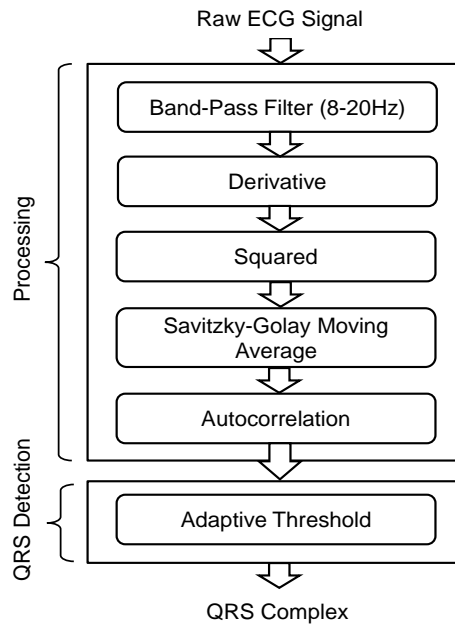 Raw ECG Signal
Processing
Band-Pass Filter (8-20Hz)
Derivative
Squared
Savitzky-Golay Moving
Average
Autocorrelation
QRS Detection
Adaptive Threshold
QRS Complex